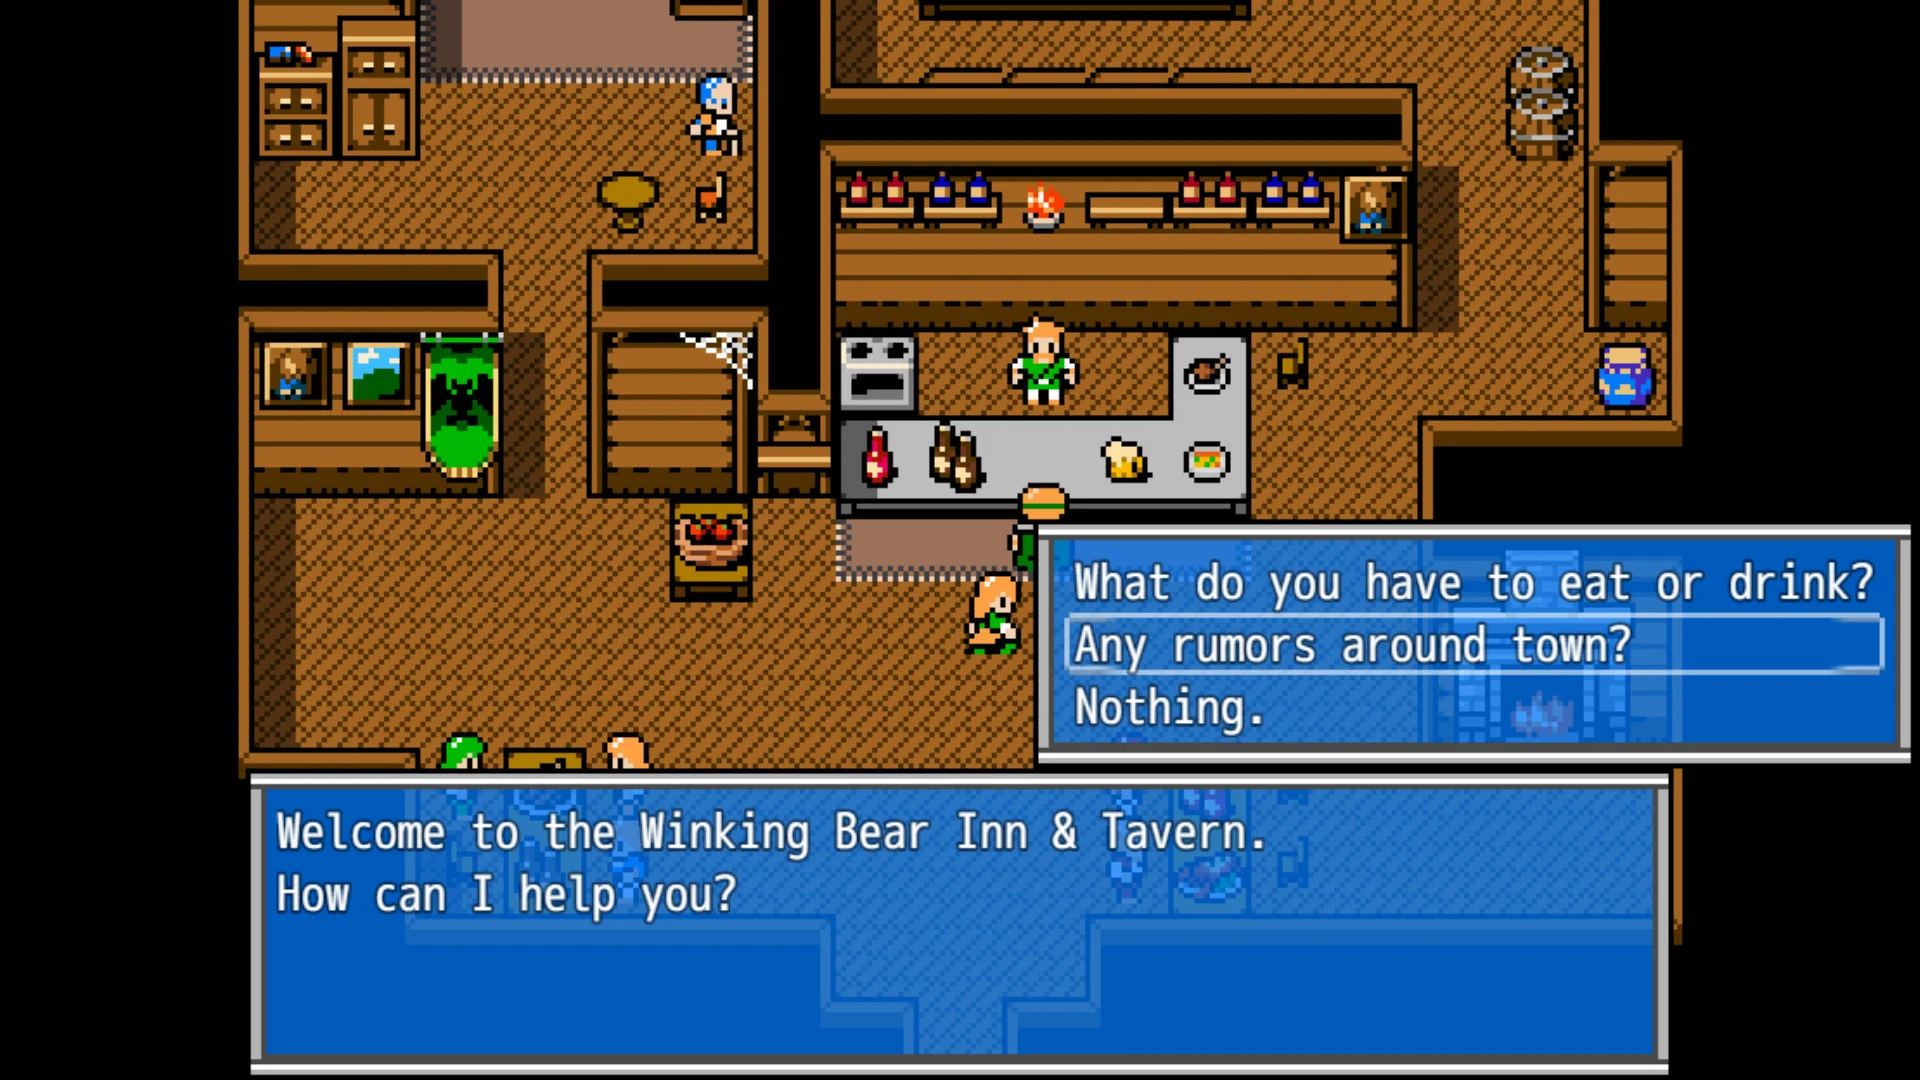 What do you have to eat or drink?
Any rumors around town?
Nothing.
Welcome to the Winking Bear Inn & Tavern.
How can I help you?